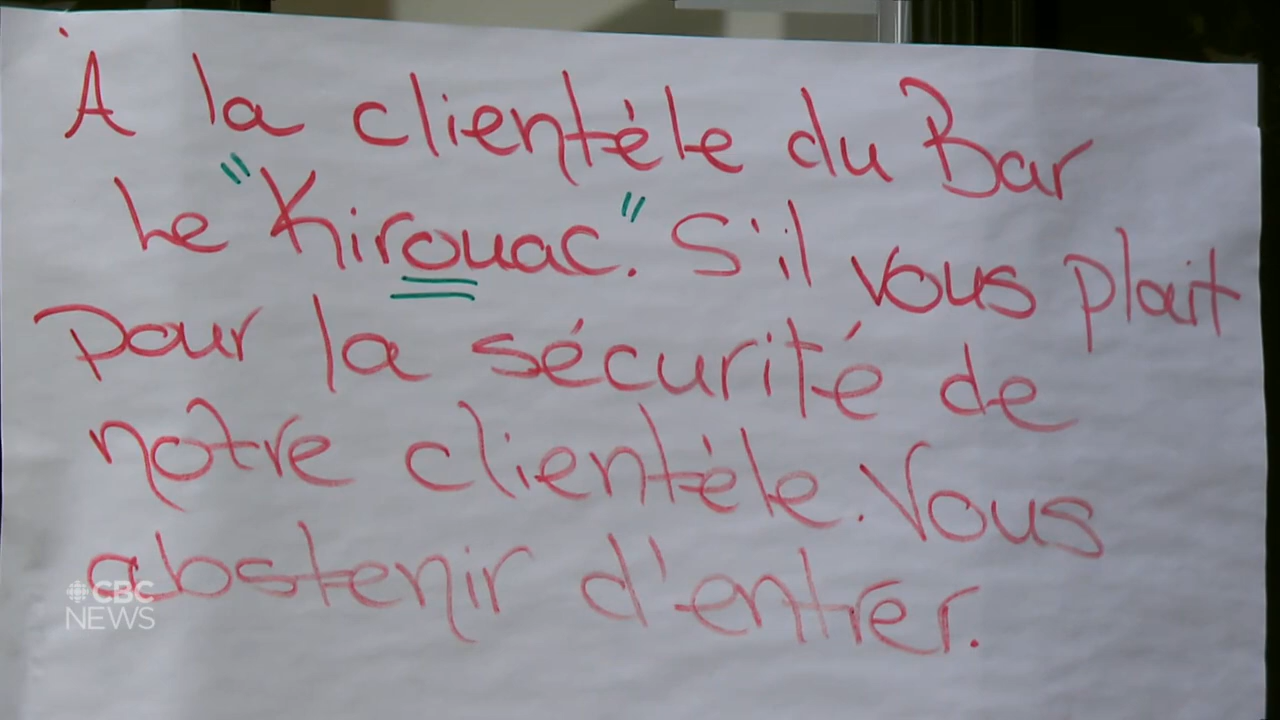 À la clientèle du Bar
Le "Kirouac." S'il vous plait
pour la sécurité de
notre clientèle. Vous
abstenir d'entrer.
CBC
NEWS